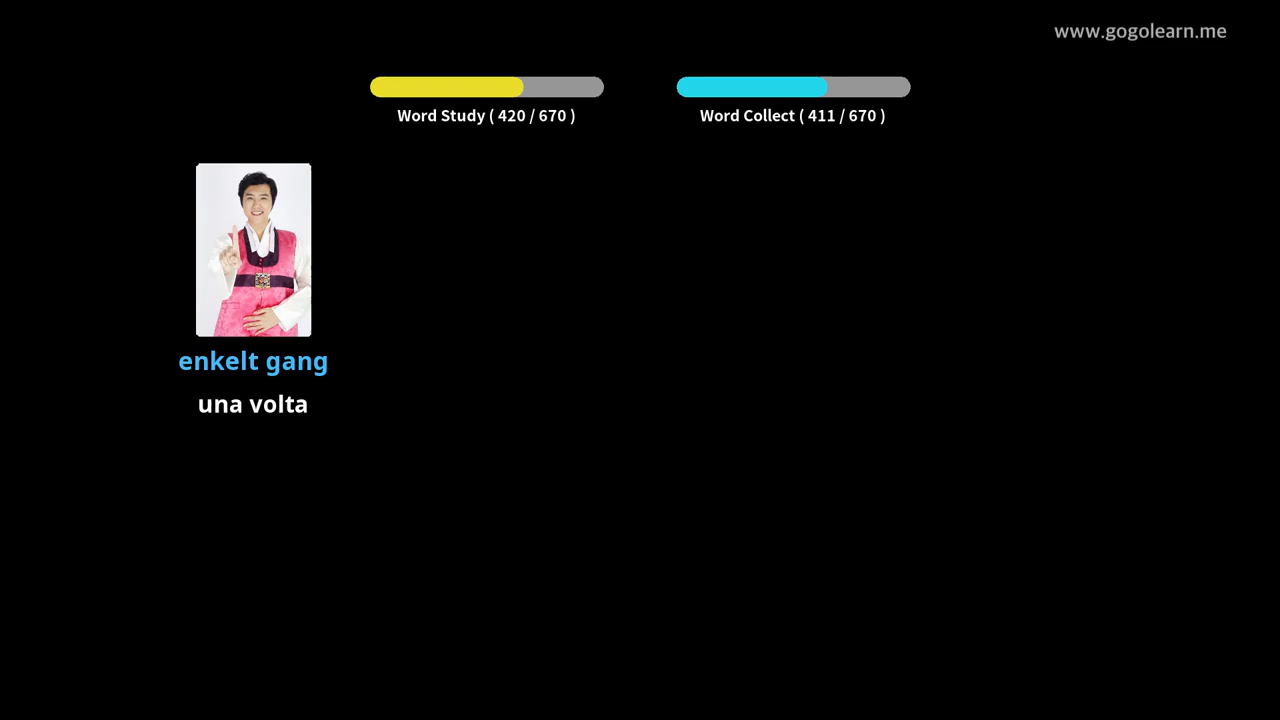 www.gogolearn.me
Word Study ( 420 / 670 )
Word Collect ( 411 / 670 )
enkelt gang
una volta